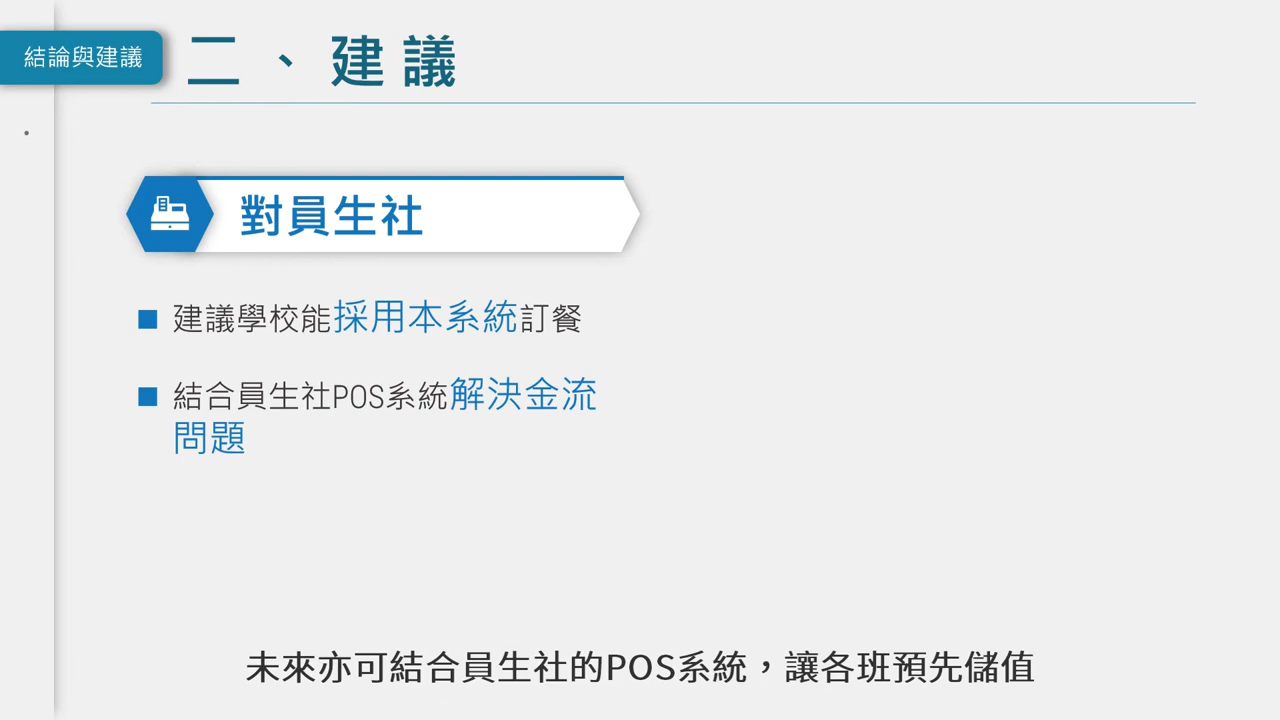 結論與建議
二、建議
對員生社
建議學校能採用本系統訂餐
結合員生社POS系統解決金流
問題
未來亦可結合員生社的POS系統，讓各班預先儲值